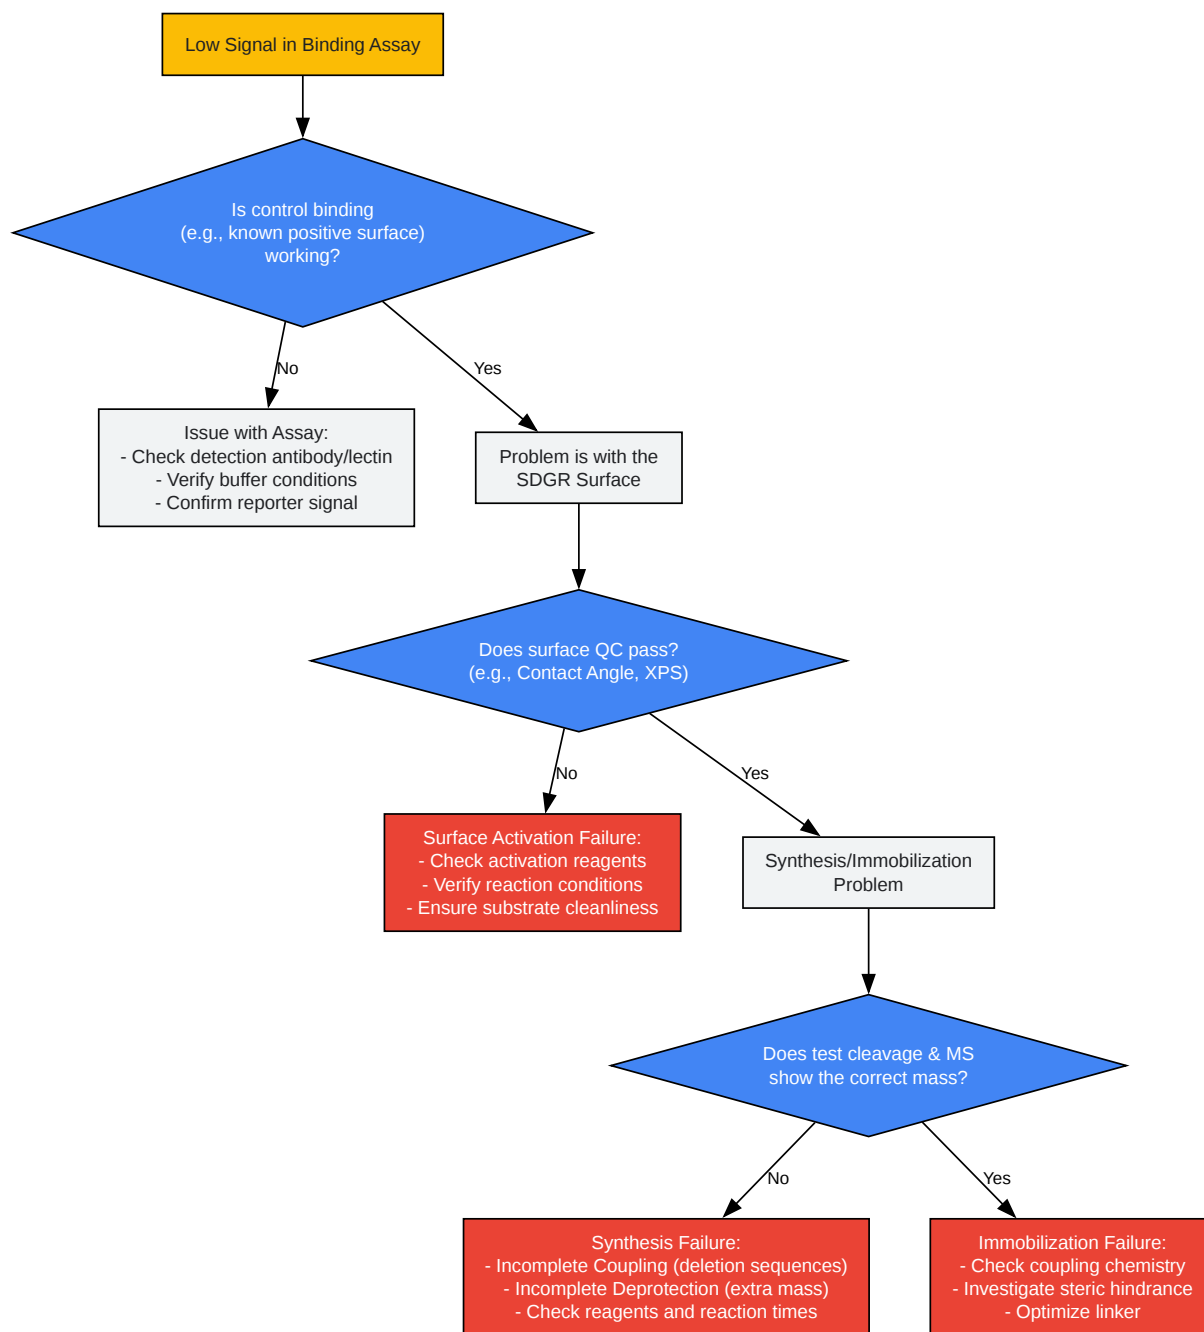 Low Signal in Binding Assay
Is control binding
(e.g., known positive surface)
working?
No
Yes
Issue with Assay:
- Check detection antibody/lectin
- Verify buffer conditions
- Confirm reporter signal
Problem is with the
SDGR Surface
Does surface QC pass?
(e.g., Contact Angle, XPS)
No
Yes
Surface Activation Failure:
- Check activation reagents
- Verify reaction conditions
- Ensure substrate cleanliness
Synthesis/Immobilization
Problem
Does test cleavage & MS
show the correct mass?
No
Yes
Synthesis Failure:
- Incomplete Coupling (deletion sequences)
- Incomplete Deprotection (extra mass)
- Check reagents and reaction times
Immobilization Failure:
- Check coupling chemistry
- Investigate steric hindrance
- Optimize linker